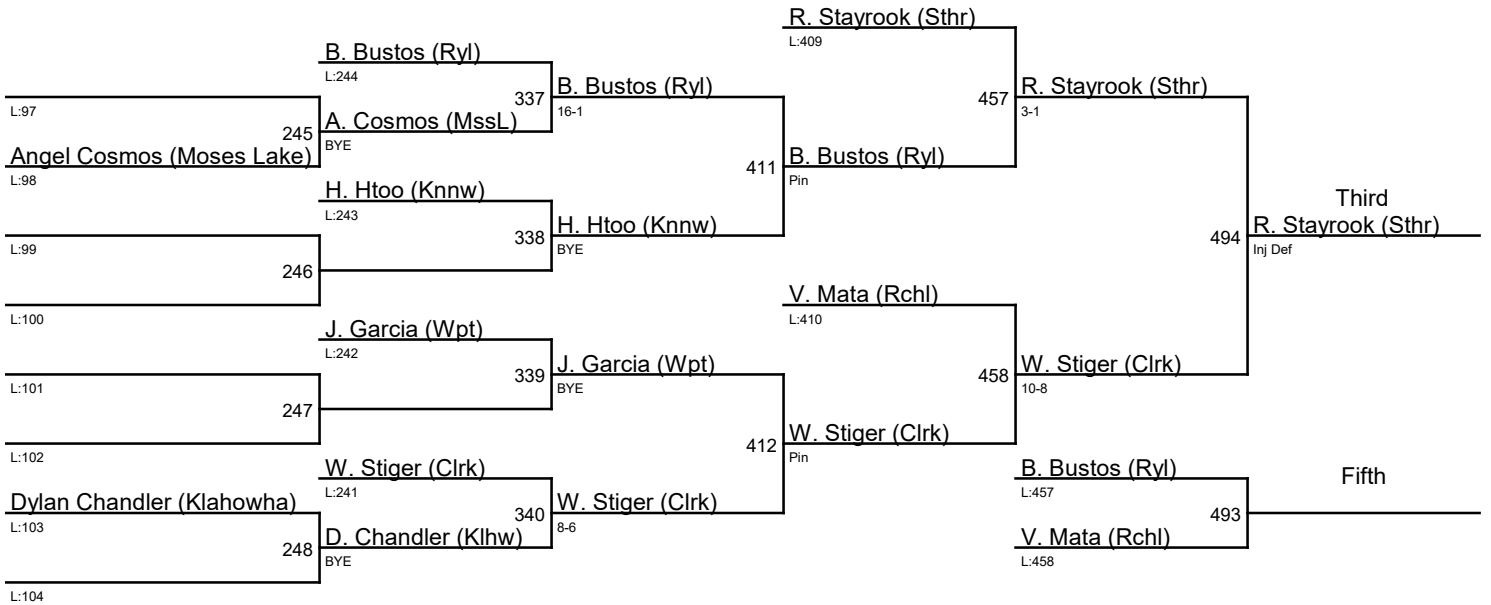 R. Stayrook (Sthr)
L:409
B. Bustos (Ryl)
L:244
337
B. Bustos (Ryl)
16-1
457
R. Stayrook (Sthr)
3-1
L:97
245
A. Cosmos (MssL)
BYE
Angel Cosmos (Moses Lake)
L:98
411
B. Bustos (Ryl)
Pin
H. Htoo (Knnw)
L:243
338
H. Htoo (Knnw)
BYE
Third
494
R. Stayrook (Sthr)
Inj Def
L:99
246
L:100
V. Mata (Rchl)
L:410
J. Garcia (Wpt)
L:242
339
J. Garcia (Wpt)
BYE
458
W. Stiger (Clrk)
10-8
L:101
247
L:102
412
W. Stiger (Clrk)
Pin
W. Stiger (Clrk)
L:241
B. Bustos (Ryl)
L:457
Fifth
Dylan Chandler (Klahowha)
L:103
340
W. Stiger (Clrk)
8-6
493
248
D. Chandler (Klhw)
BYE
V. Mata (Rchl)
L:458
L:104